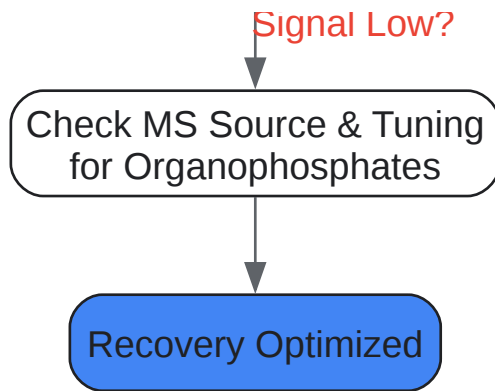 Signal Low?
Check MS Source & Tuning
for Organophosphates
Recovery Optimized